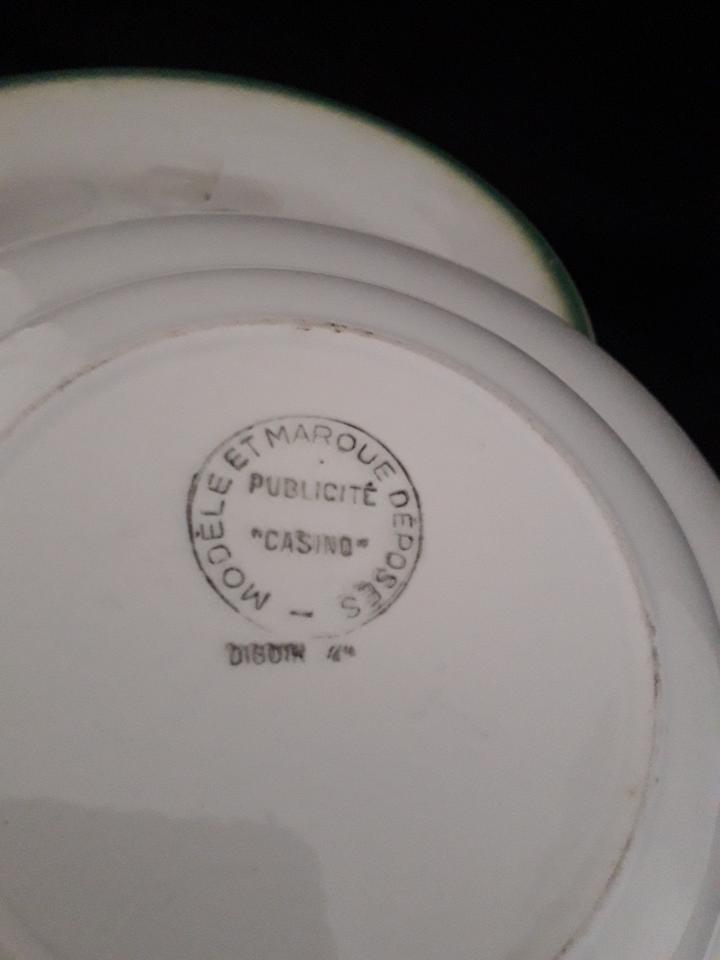 MODÈLE ET MARQUE DÉPOSÉS -
PUBLICITÉ
"CASINO"
DIGOIN